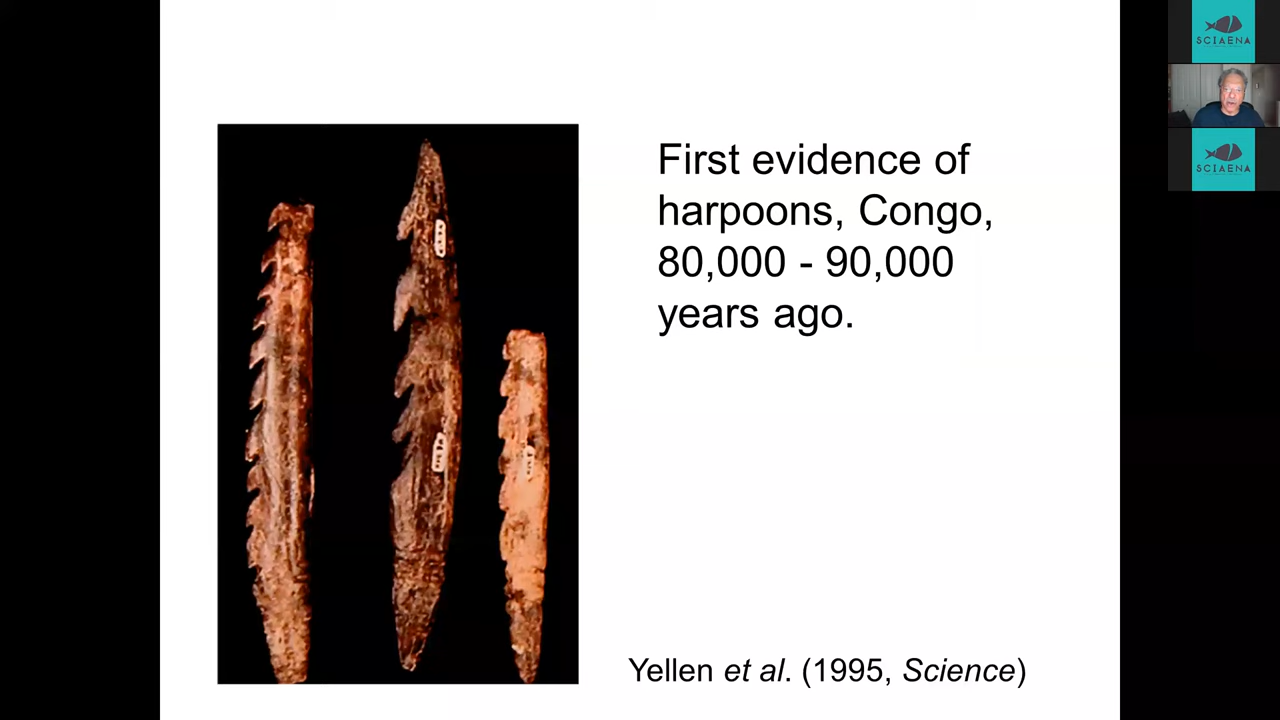 First evidence of
harpoons, Congo,
80,000 - 90,000
years ago.
Yellen et al. (1995, Science)
SCIAENA
SCIAENA